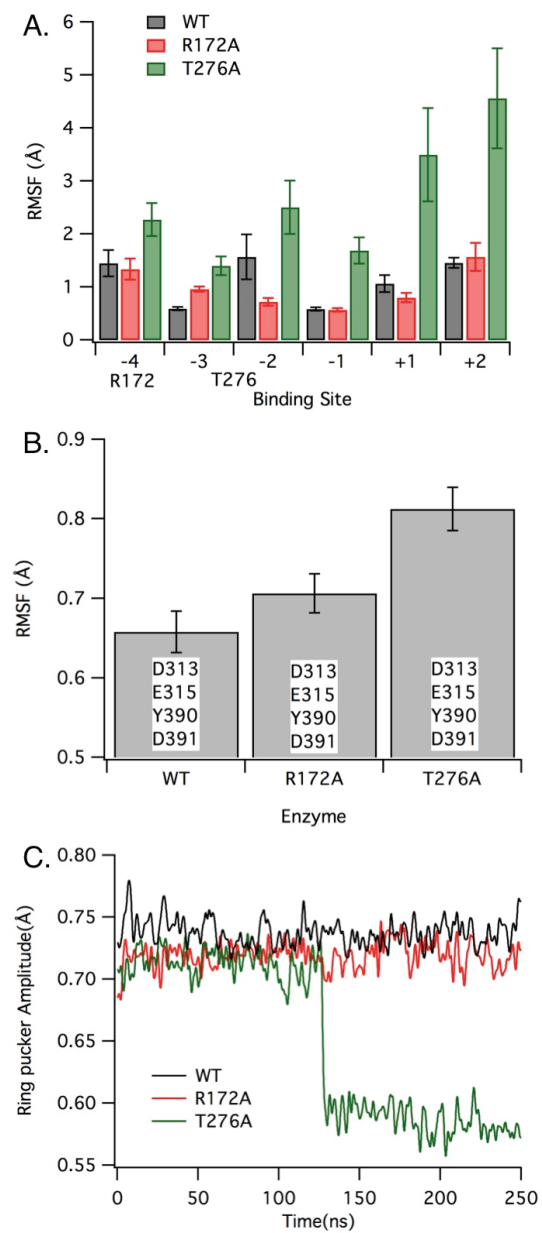 A.
WT
R172A
T276A
RMSF (Å)
6
5
4
3
2
1
0
-4 -3 -2 -1 +1 +2
R172 T276
Binding Site
B.
RMSF (Å)
0.9
0.8
0.7
0.6
0.5
D313 D313 D313
E315 E315 E315
Y390 Y390 Y390
D391 D391 D391
WT R172A T276A
Enzyme
C.
Ring pucker Amplitude(Å)
0.80
0.75
0.70
0.65
0.60
0.55
WT
R172A
T276A
0 50 100 150 200 250
Time(ns)